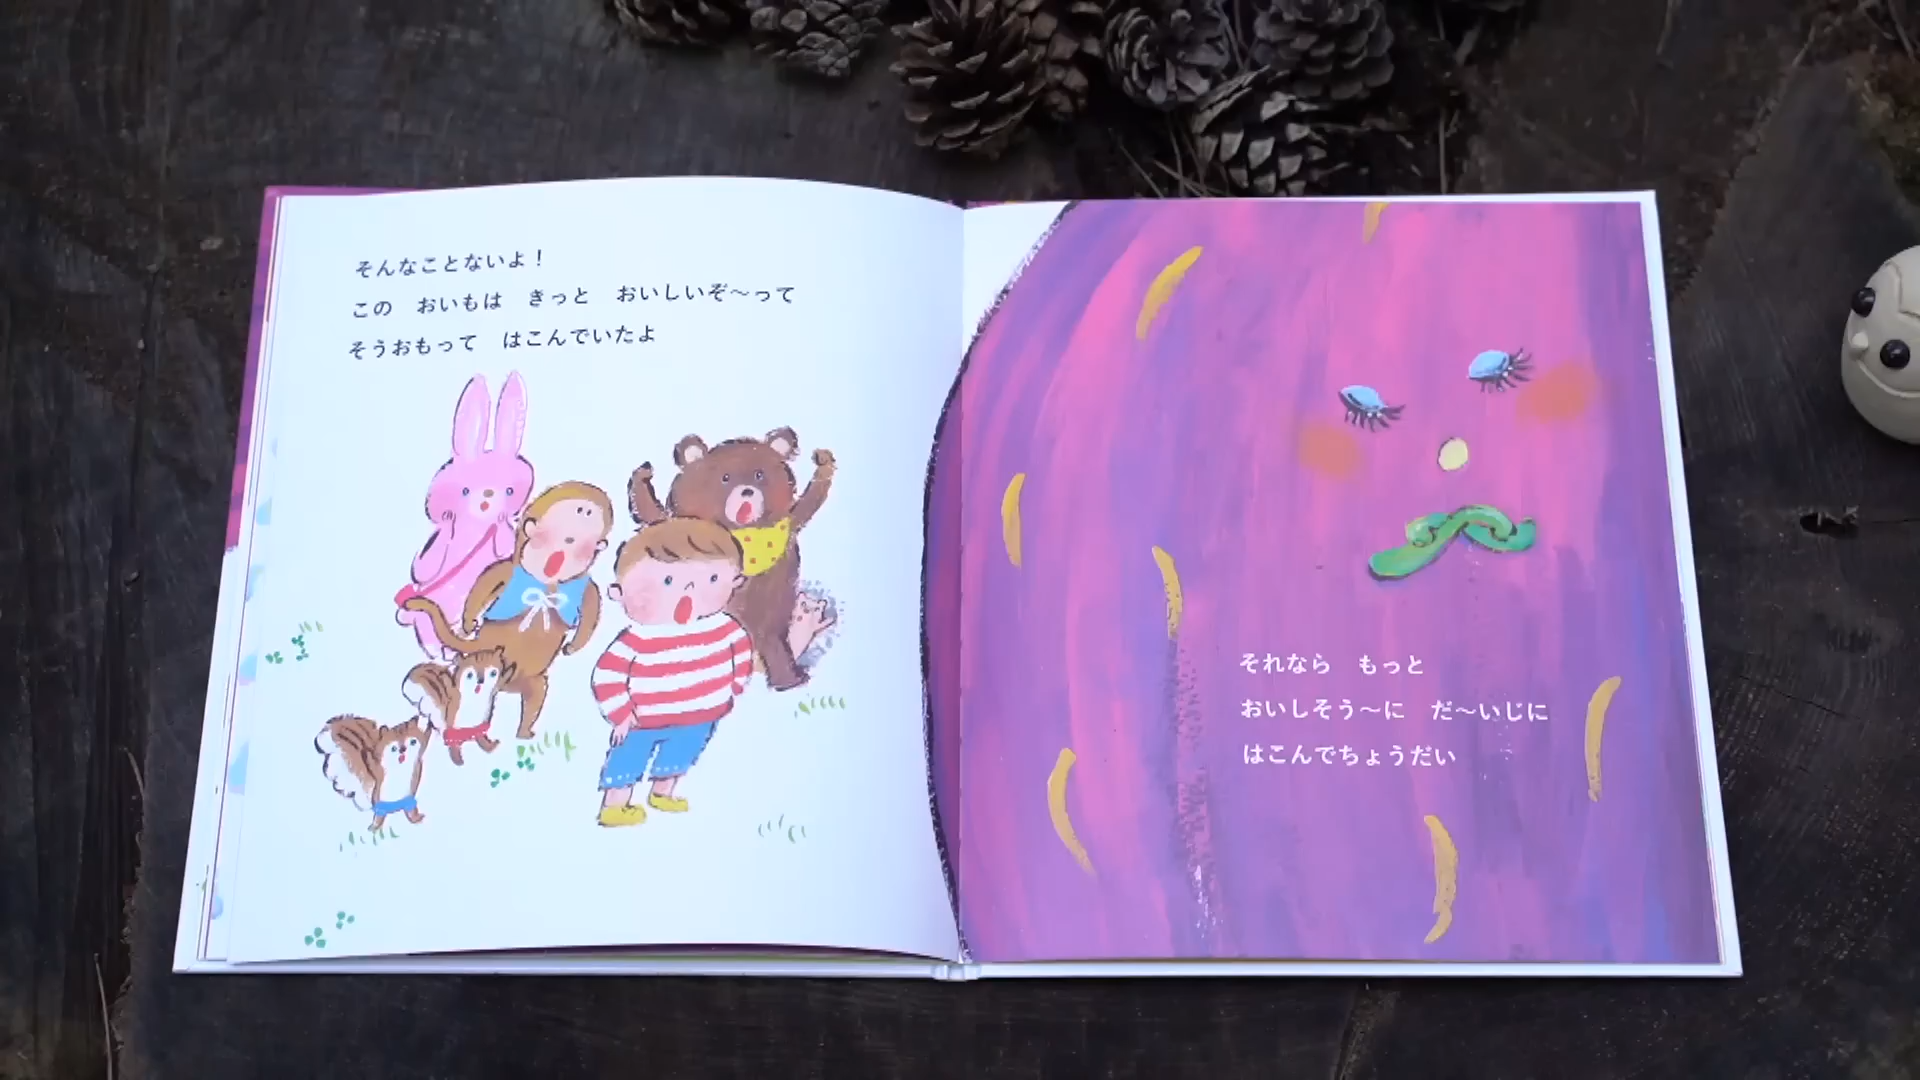 そんなことないよ！
この　おいもは　きっと　おいしいぞ〜って
そうおもって　はこんでいたよ
それなら　もっと
おいしそう〜に　だ〜いじに
はこんでちょうだい